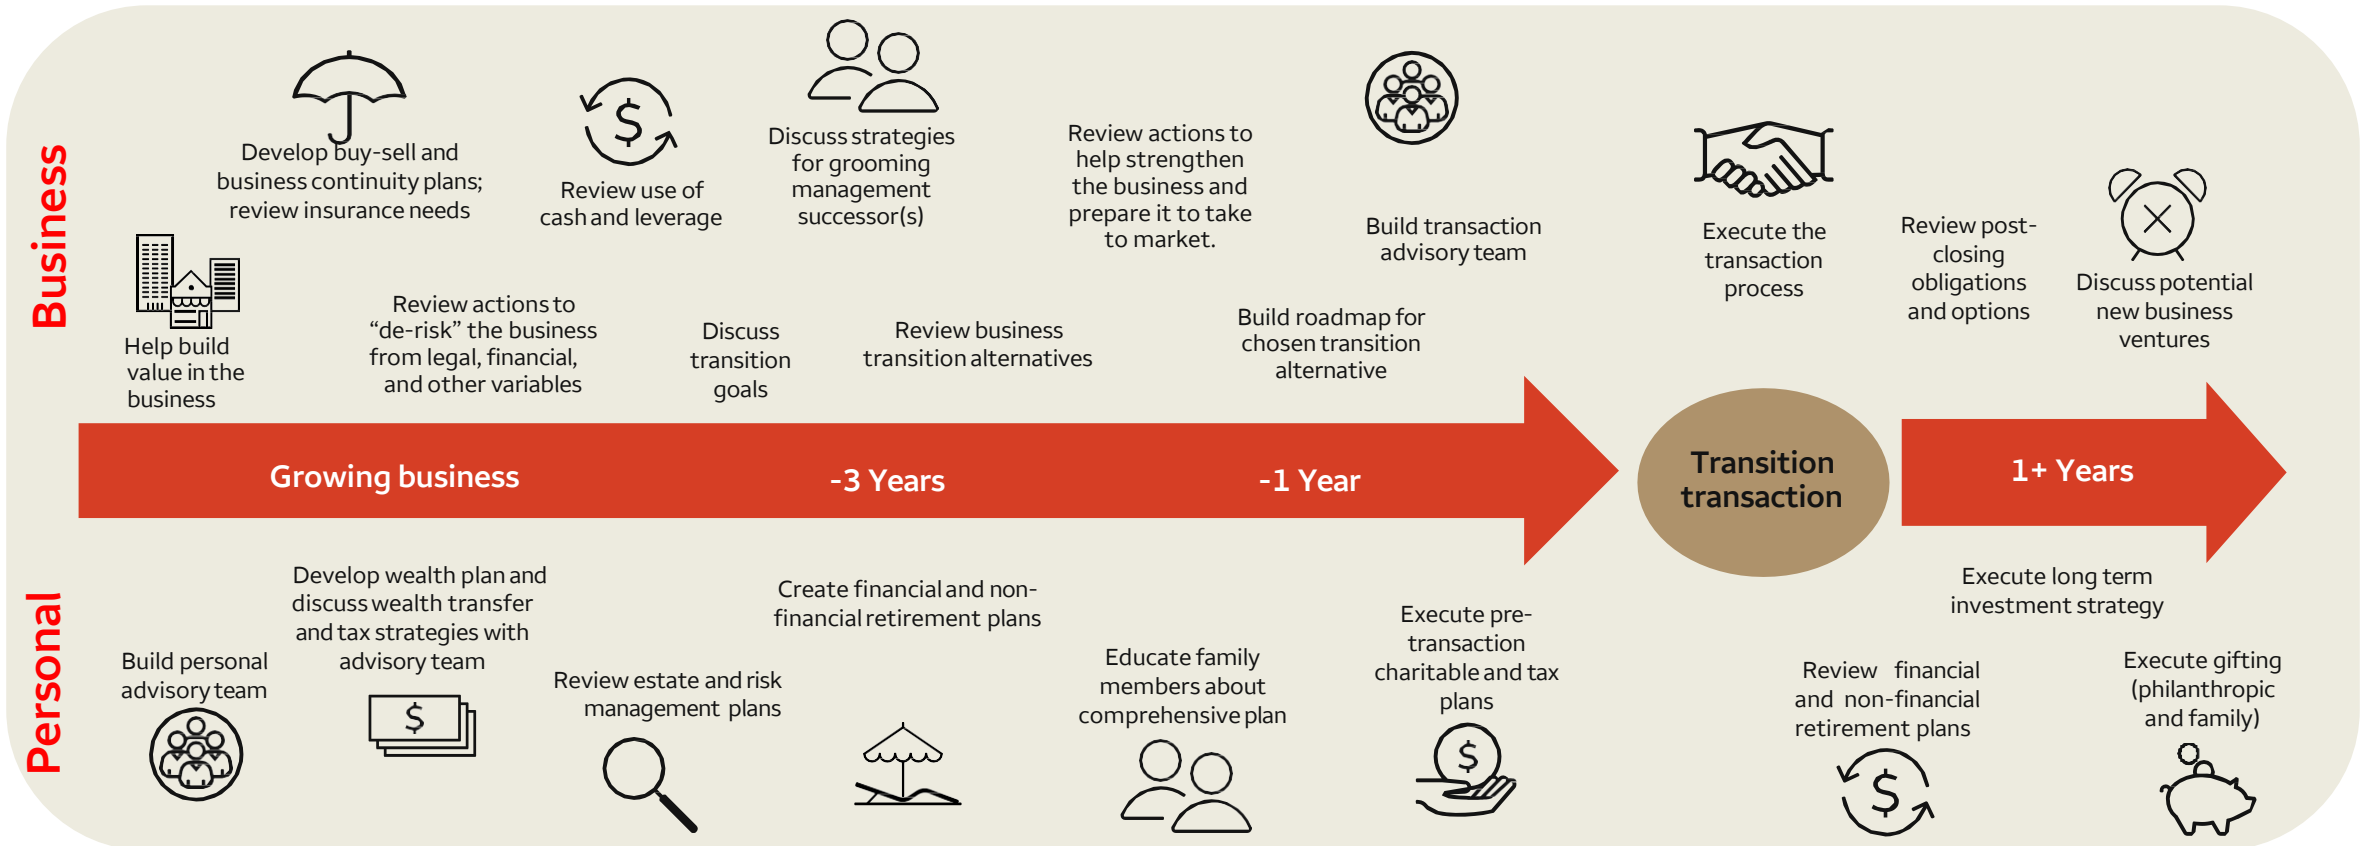 Business
Develop buy-sell and
business continuity plans;
review insurance needs
Review use of
cash and leverage
Discuss strategies
for grooming
management
successor(s)
Review actions to
help strengthen
the business and
prepare it to take
to market.
Build transaction
advisory team
Execute the
transaction
process
Review post-
closing
obligations
and options
Discuss potential
new business
ventures
Help build
value in the
business
Review actions to
“de-risk” the business
from legal, financial,
and other variables
Discuss
transition
goals
Review business
transition alternatives
Build roadmap for
chosen transition
alternative
Growing business
-3 Years
-1 Year
Transition
transaction
1+ Years
Personal
Build personal
advisory team
Develop wealth plan and
discuss wealth transfer
and tax strategies with
advisory team
$
Review estate and risk
management plans
Create financial and non-
financial retirement plans
Educate family
members about
comprehensive plan
Execute pre-
transaction
charitable and tax
plans
$
Execute long term
investment strategy
Review financial
and non-financial
retirement plans
$
Execute gifting
(philanthropic
and family)
$